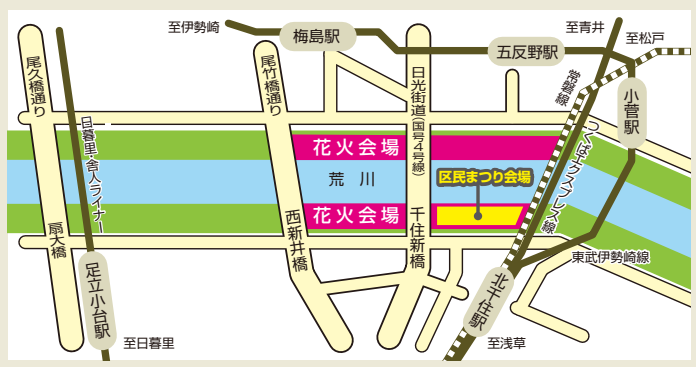 至伊勢崎
梅島駅
五反野駅
至青井
至松戸
尾久橋通り
尾竹橋通り
日光街道(国号4号線)
常磐線
小菅駅
日暮里・舎人ライナー
花火会場
つくばエクスプレス線
荒川
区民まつり会場
花火会場
扇大橋
西新井橋
千住新橋
足立小台駅
北千住駅
東武伊勢崎線
至日暮里
至浅草